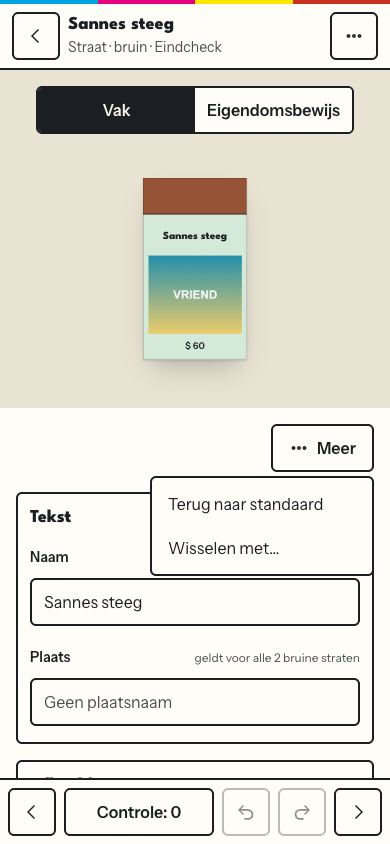 Sannes steeg
Straat · bruin · Eindcheck
Vak
Eigendomsbewijs
Sannes steeg
VRIEND
$ 60
Meer
Terug naar standaard
Wisselen met...
Tekst
Naam
Sannes steeg
Plaats
geldt voor alle 2 bruine straten
Geen plaatsnaam
Controle: 0